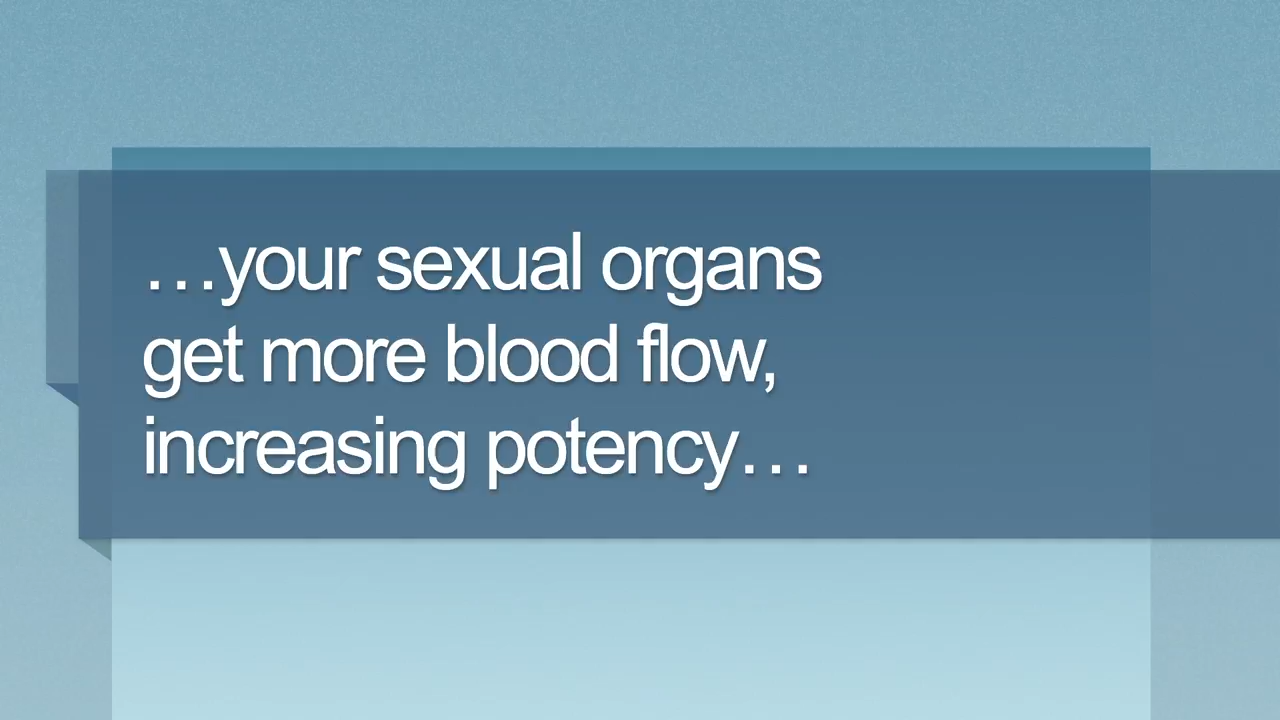 …your sexual organs
get more blood flow,
increasing potency…